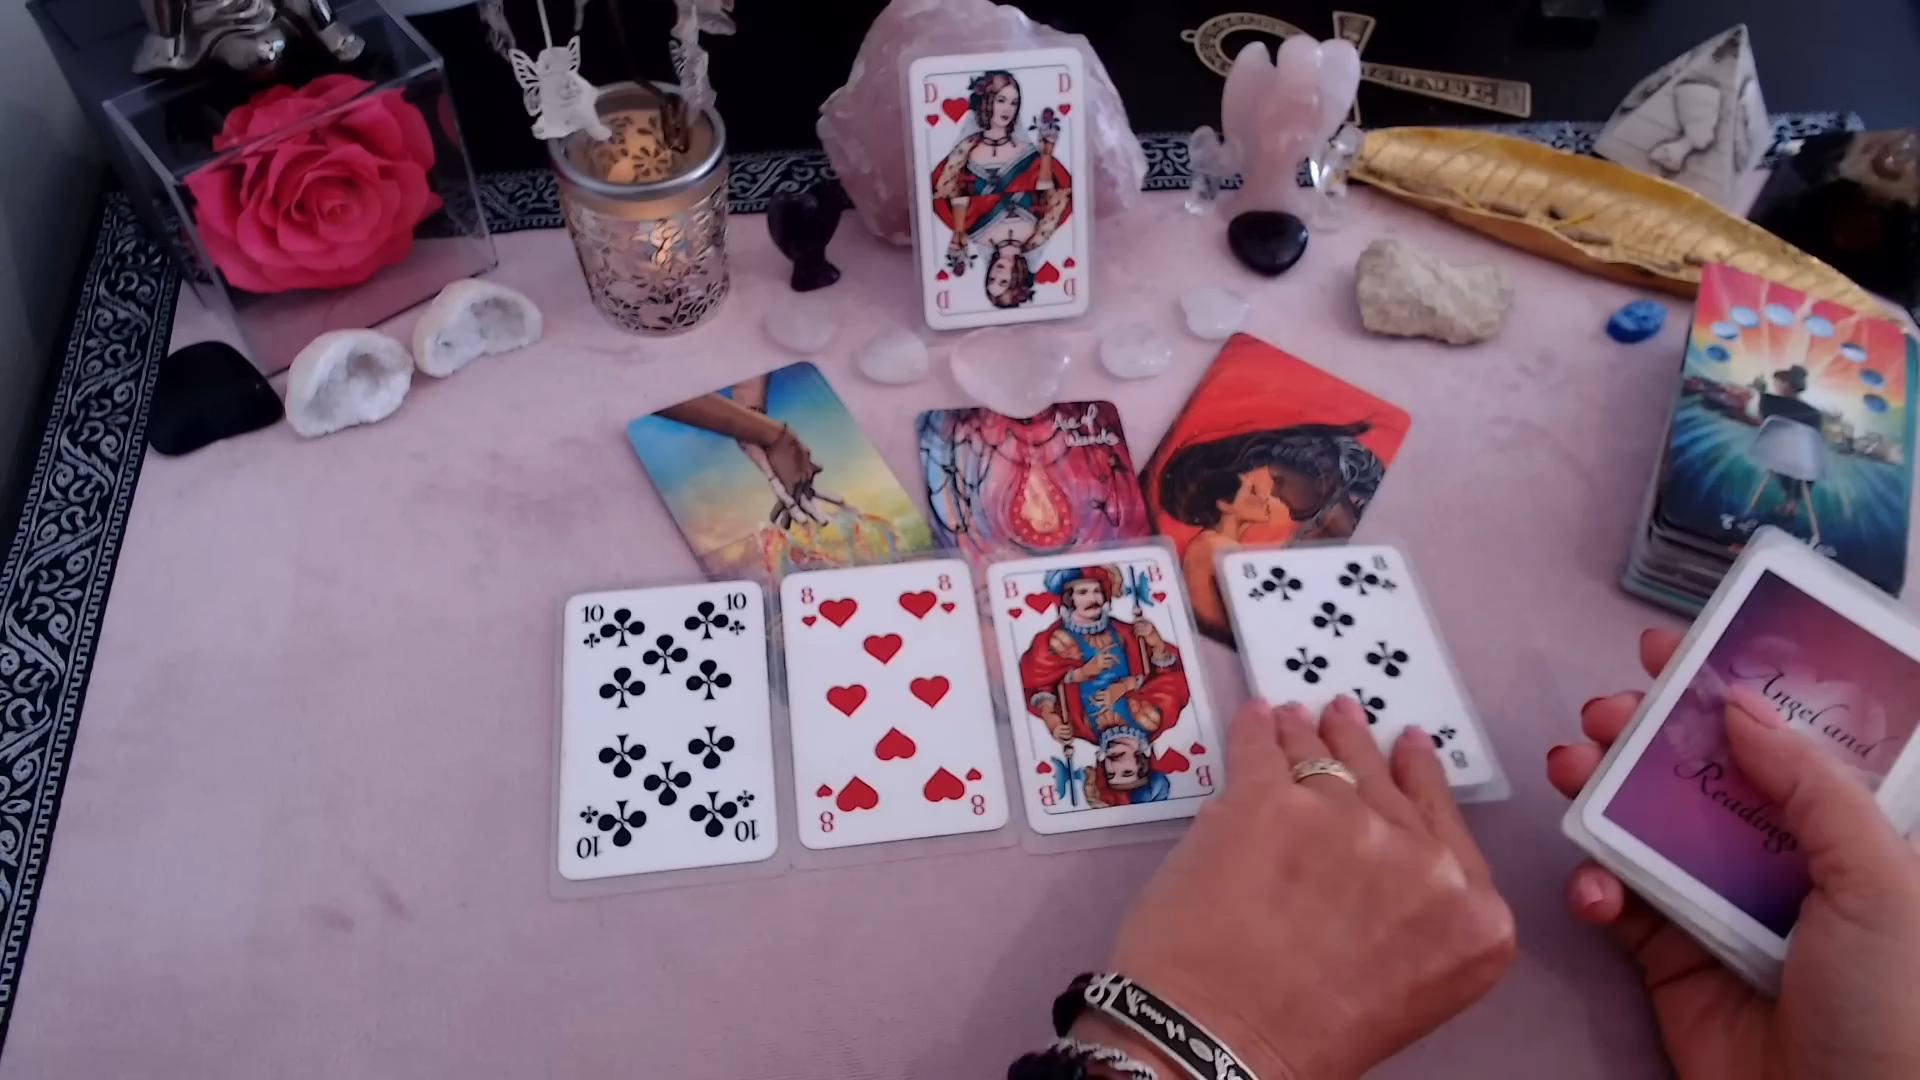 D D
D D
Ace of
Wands
10 10
10 10
8 8
8 8
B B
B B
8 8
8
Angel and
Readings